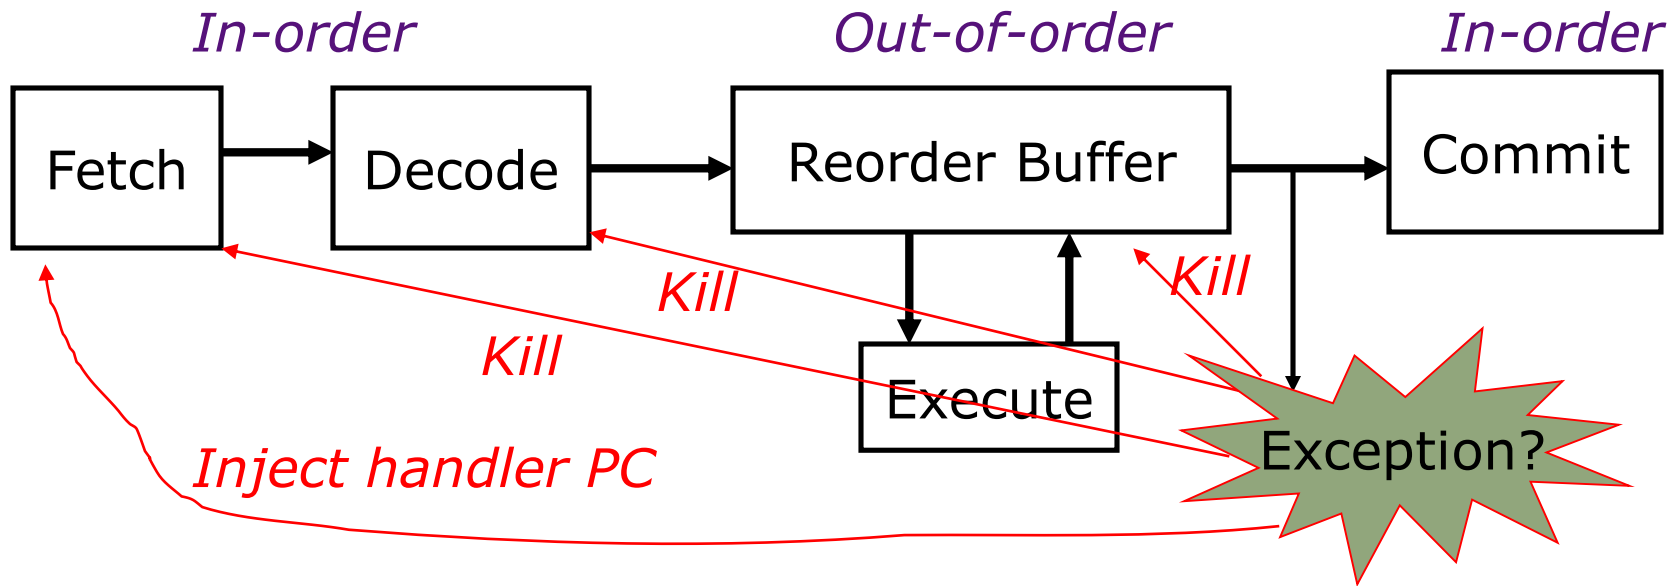 In-order
Out-of-order
In-order
Fetch
Decode
Reorder Buffer
Commit
Kill
Kill
Kill
Execute
Exception?
Inject handler PC